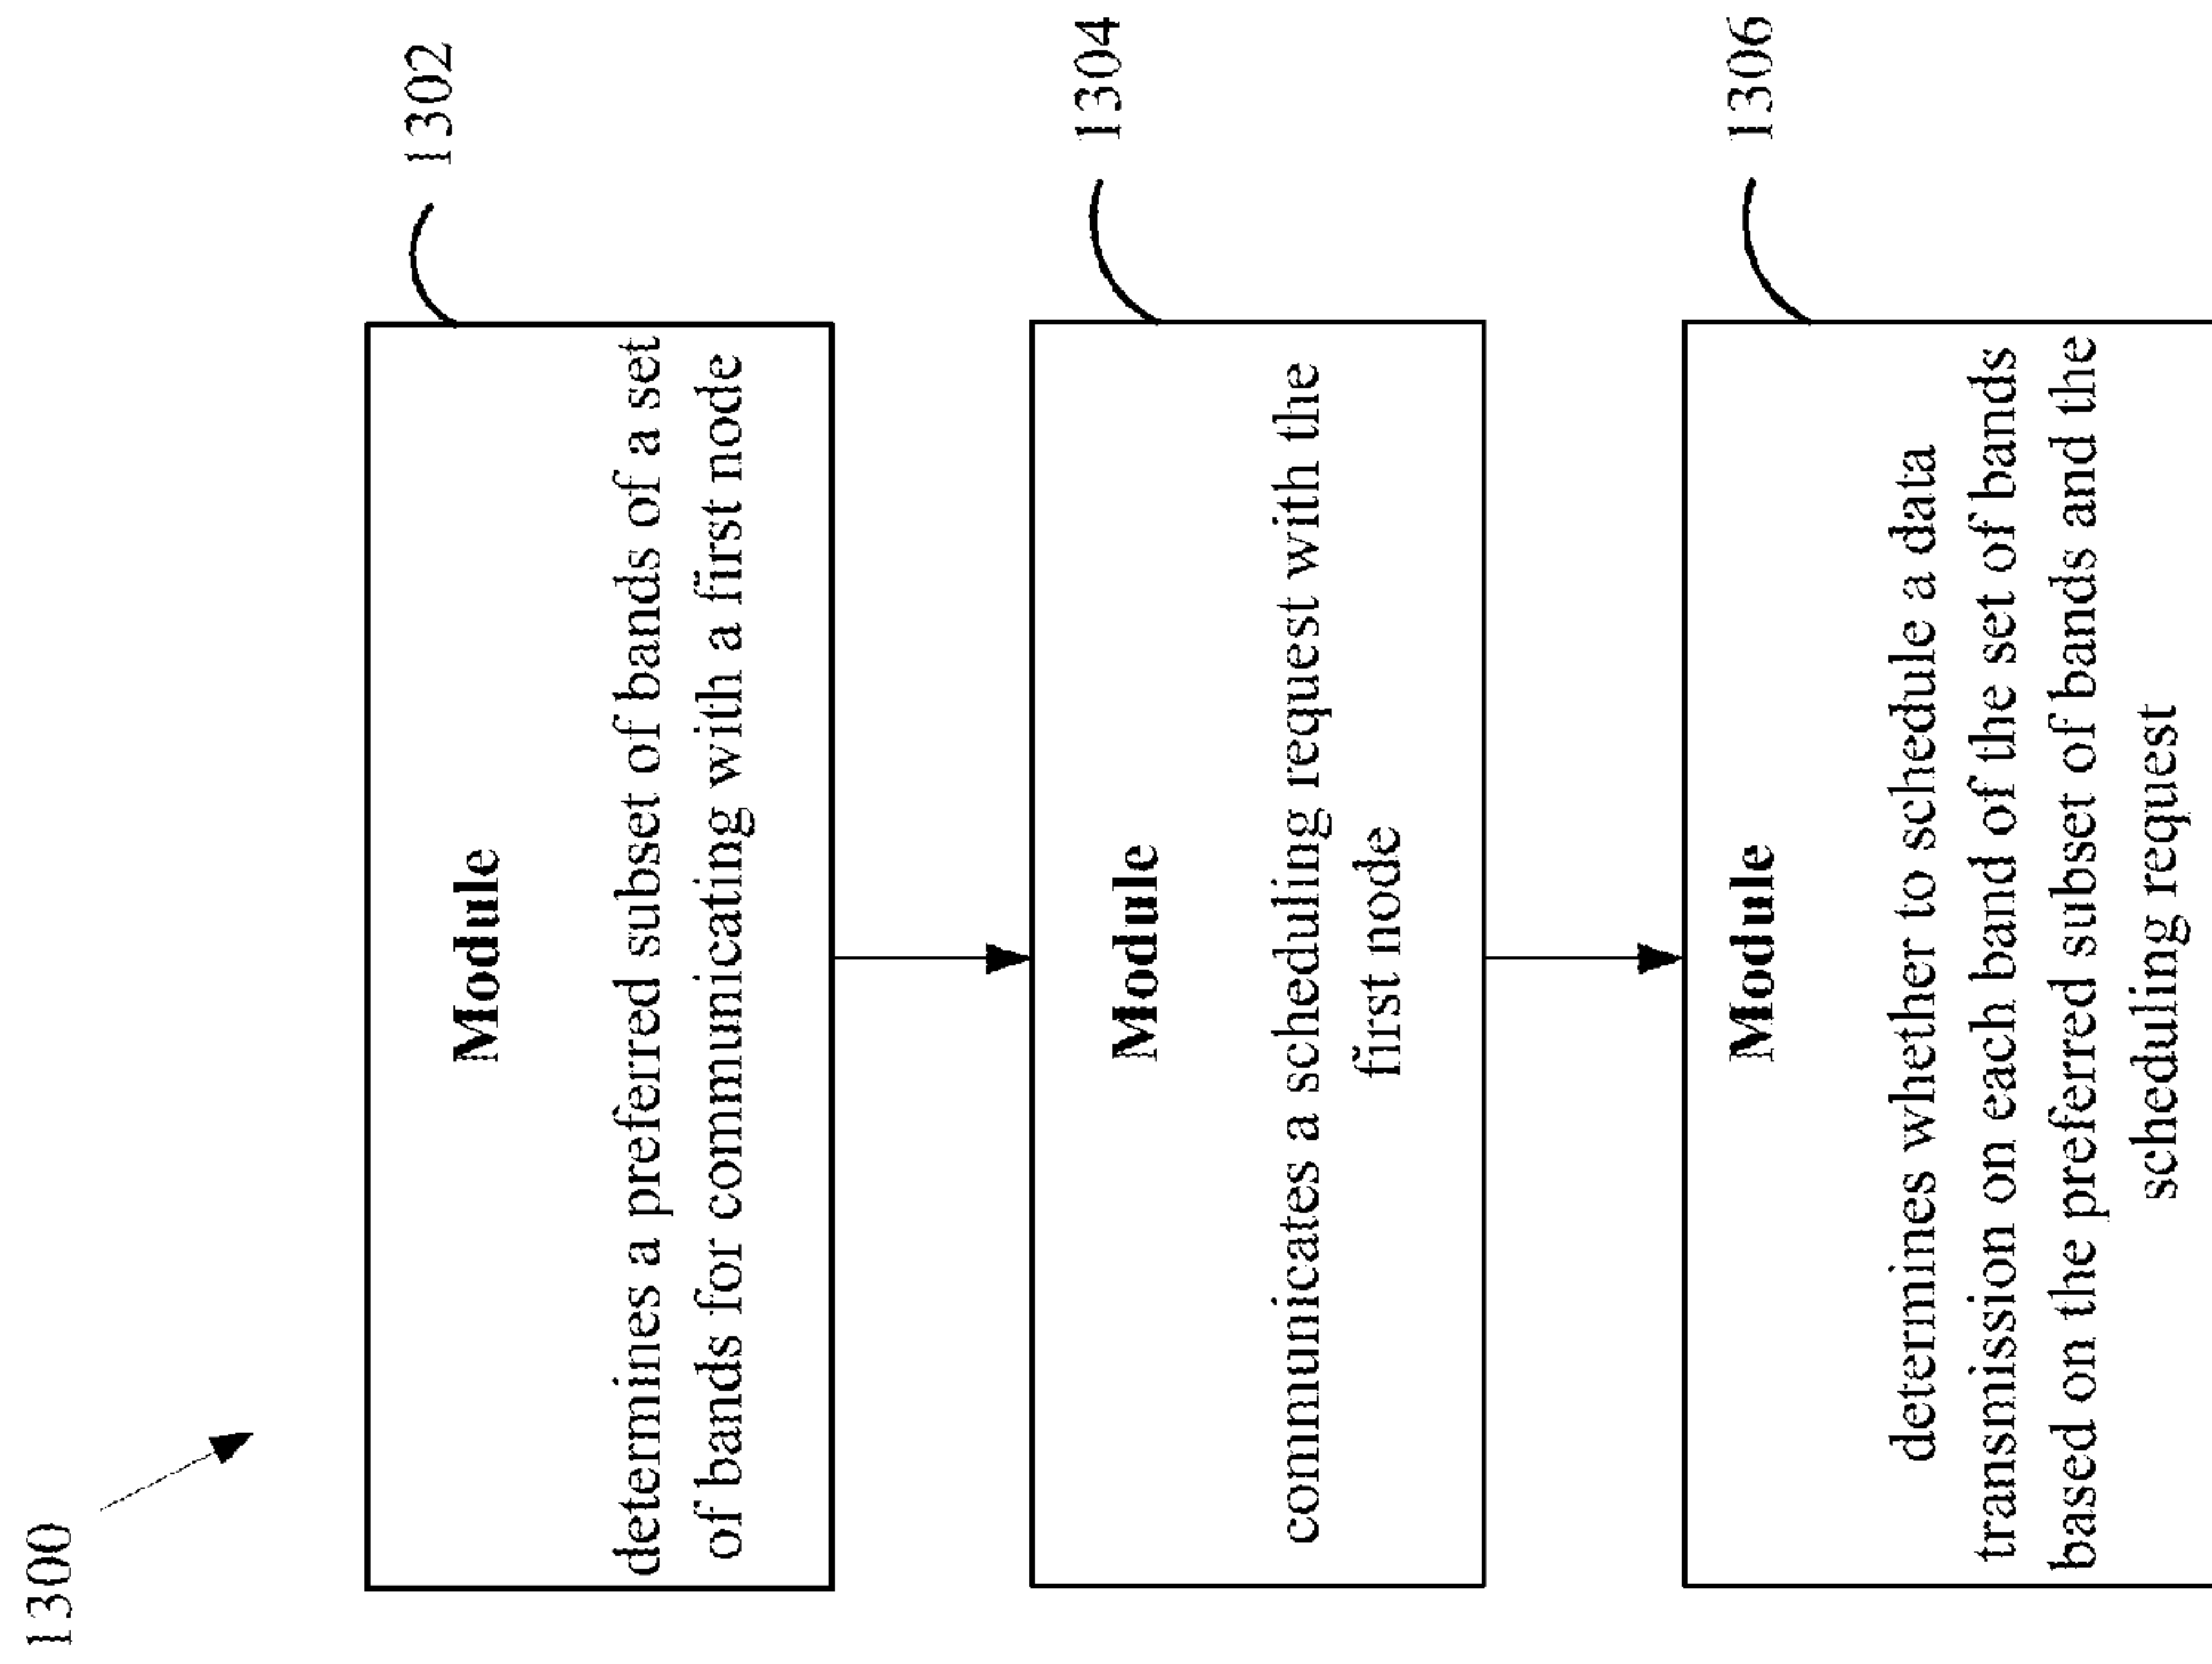 1300
1302
Module
determines a preferred subset of bands of a set
of bands for communicating with a first node
1304
Module
communicates a scheduling request with the
first node
1306
Module
determines whether to schedule a data
transmission on each band of the set of bands
based on the preferred subset of bands and the
scheduling request